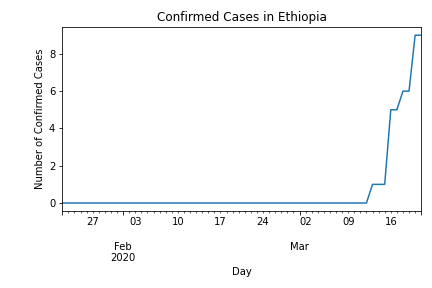 Confirmed Cases in Ethiopia
Number of Confirmed Cases
8
6
4
2
0
27 03 10 17 24 02 09 16
Feb Mar
2020
Day